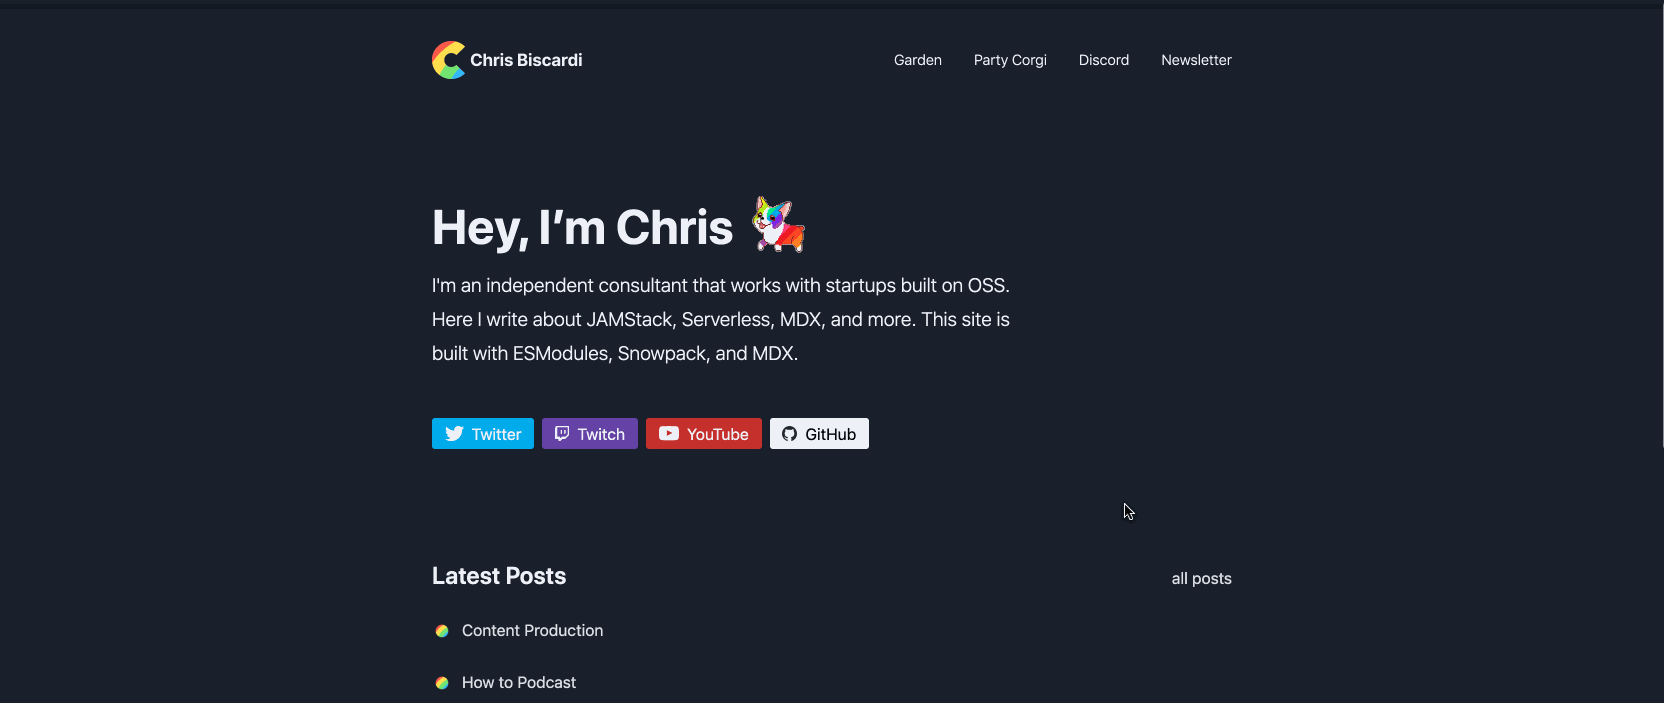 Chris Biscardi
Garden
Party Corgi
Discord
Newsletter
Hey, I’m Chris
I'm an independent consultant that works with startups built on OSS.
Here I write about JAMStack, Serverless, MDX, and more. This site is
built with ESModules, Snowpack, and MDX.
Twitter
Twitch
YouTube
GitHub
Latest Posts
all posts
Content Production
How to Podcast